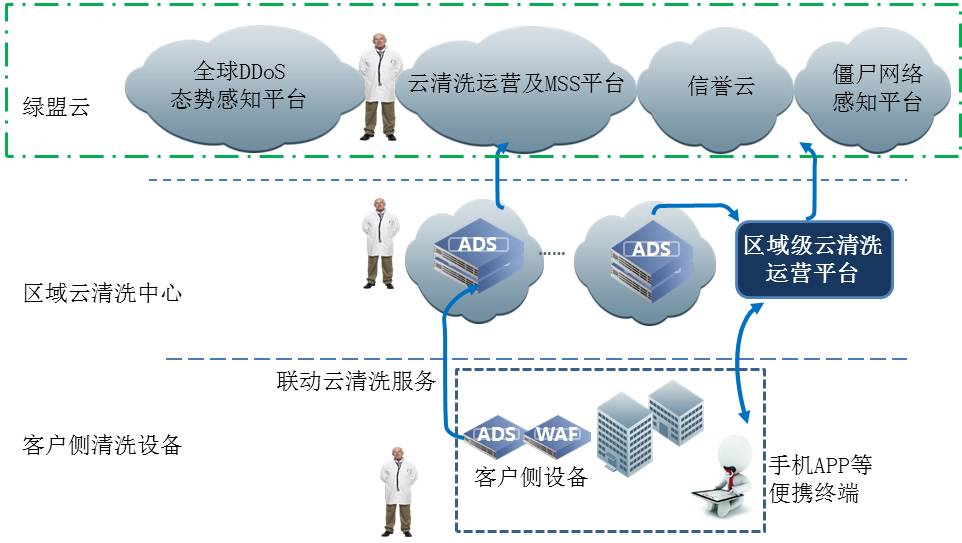 绿盟云
全球DDoS
态势感知平台
云清洗运营及MSS平台
信誉云
僵尸网络
感知平台
区域云清洗中心
ADS
……
ADS
区域级云清洗
运营平台
联动云清洗服务
客户侧清洗设备
ADS
WAF
客户侧设备
手机APP等
便携终端